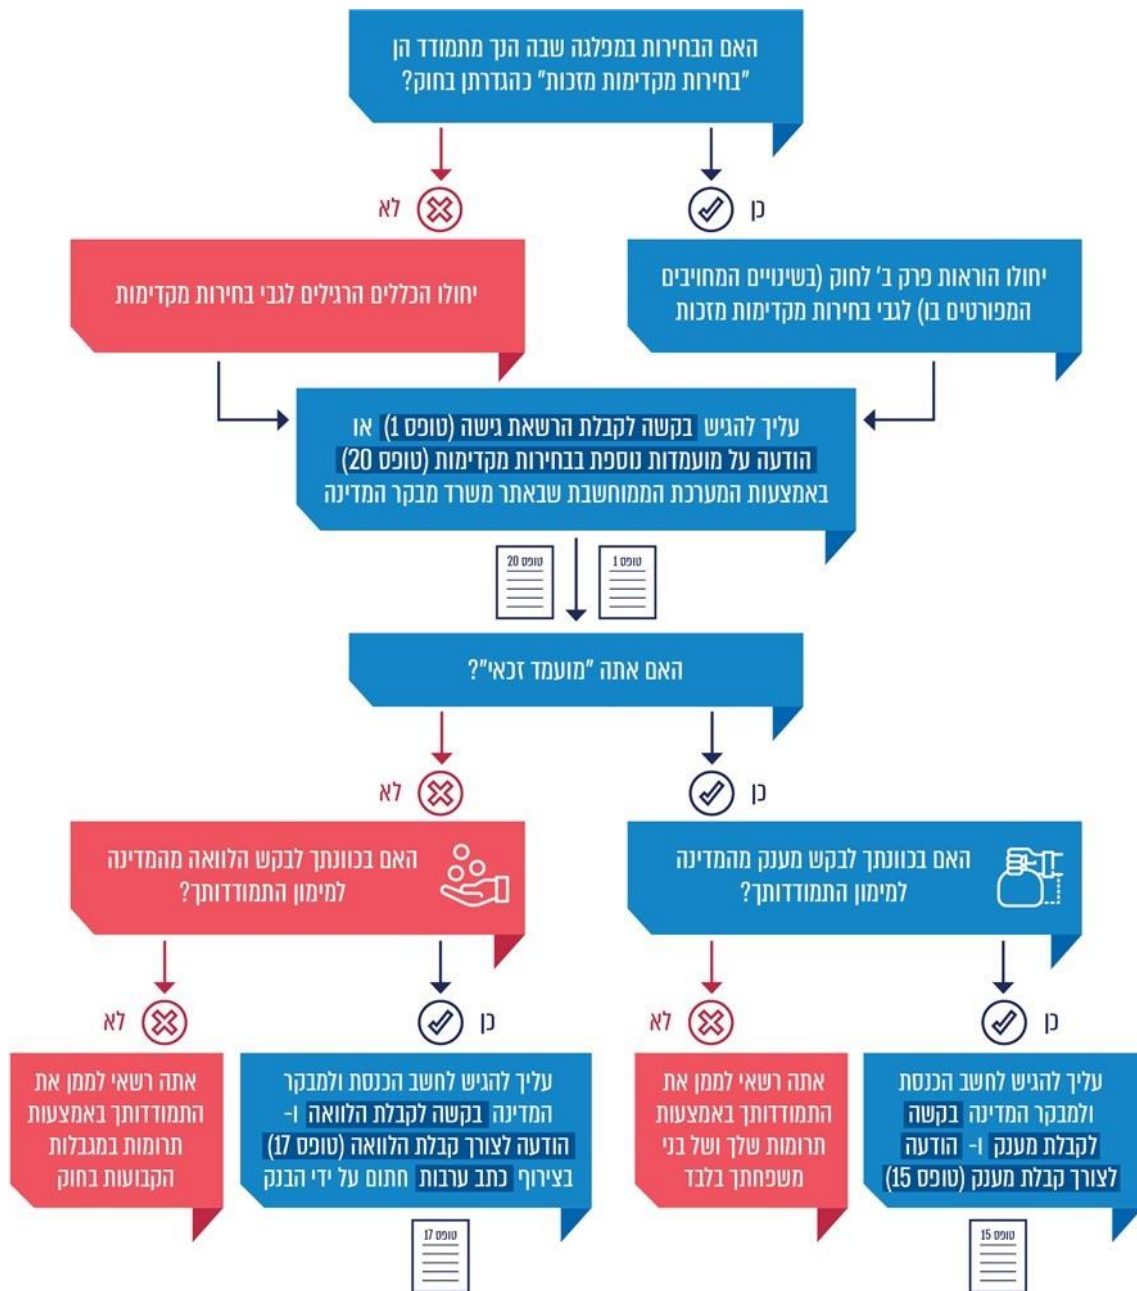 האם הבחירות במפלגה שבה הנך מתמודד הן
"בחירות מקדימות מזכות" כהגדרתן בחוק?
כן
לא
יחולו הוראות פרק ב' לחוק (בשינויים המחויבים
המפורטים בו) לגבי בחירות מקדימות מזכות
יחולו הכללים הרגילים לגבי בחירות מקדימות
עליך להגיש בקשה לקבלת הרשאת גישה (טופס 1) או
הודעה על מועמדות נוספת בבחירות מקדימות (טופס 20)
באמצעות המערכת הממוחשבת שבאתר משרד מבקר המדינה
טופס 1
טופס 20
האם אתה "מועמד זכאי"?
כן
לא
האם בכוונתך לבקש מענק מהמדינה
למימון התמודדותך?
האם בכוונתך לבקש הלוואה מהמדינה
למימון התמודדותך?
כן
לא
כן
לא
עליך להגיש לחשב הכנסת
ולמבקר המדינה בקשה
לקבלת מענק ו- הודעה
לצורך קבלת מענק (טופס 15)
אתה רשאי לממן את
התמודדותך באמצעות
תרומות שלך ושל בני
משפחתך בלבד
עליך להגיש לחשב הכנסת ולמבקר
המדינה בקשה לקבלת הלוואה ו-
הודעה לצורך קבלת הלוואה (טופס 17)
בצירוף כתב ערבות חתום על ידי הבנק
אתה רשאי לממן את
התמודדותך באמצעות
תרומות במגבלות
הקבועות בחוק
טופס 15
טופס 17